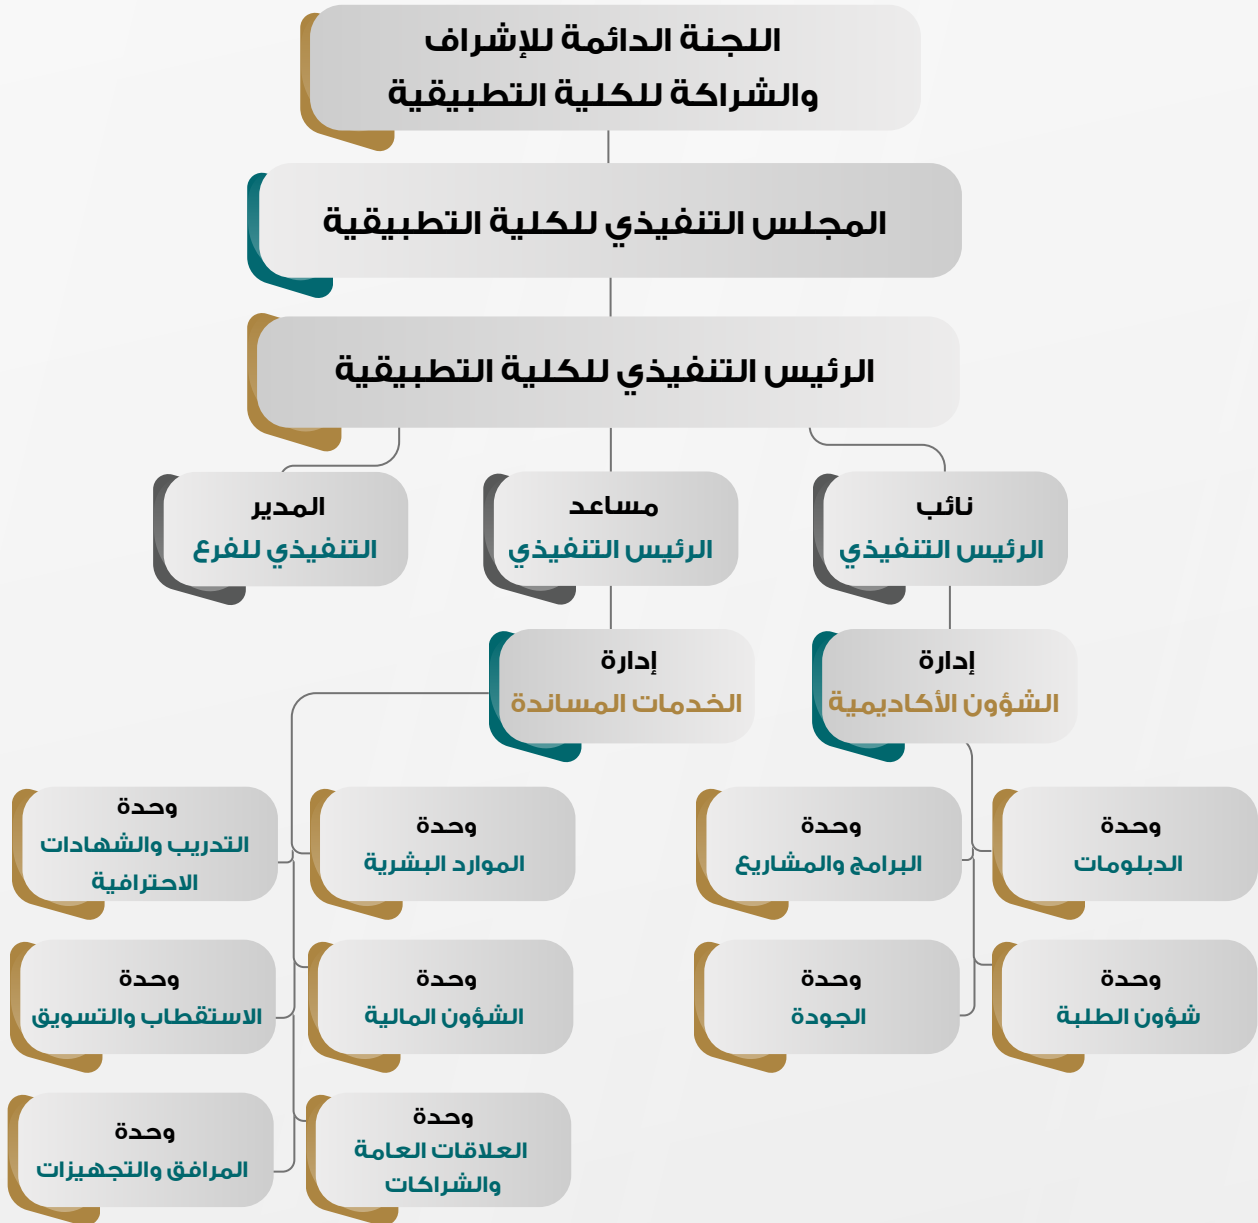 اللجنة الدائمة للإشراف
والشراكة للكلية التطبيقية
المجلس التنفيذي للكلية التطبيقية
الرئيس التنفيذي للكلية التطبيقية
نائب
الرئيس التنفيذي
مساعد
الرئيس التنفيذي
المدير
التنفيذي للفرع
إدارة
الشؤون الأكاديمية
إدارة
الخدمات المساندة
وحدة
الدبلومات
وحدة
البرامج والمشاريع
وحدة
الموارد البشرية
وحدة
التدريب والشهادات
الاحترافية
وحدة
شؤون الطلبة
وحدة
الجودة
وحدة
الشؤون المالية
وحدة
الاستقطاب والتسويق
وحدة
العلاقات العامة
والشراكات
وحدة
المرافق والتجهيزات